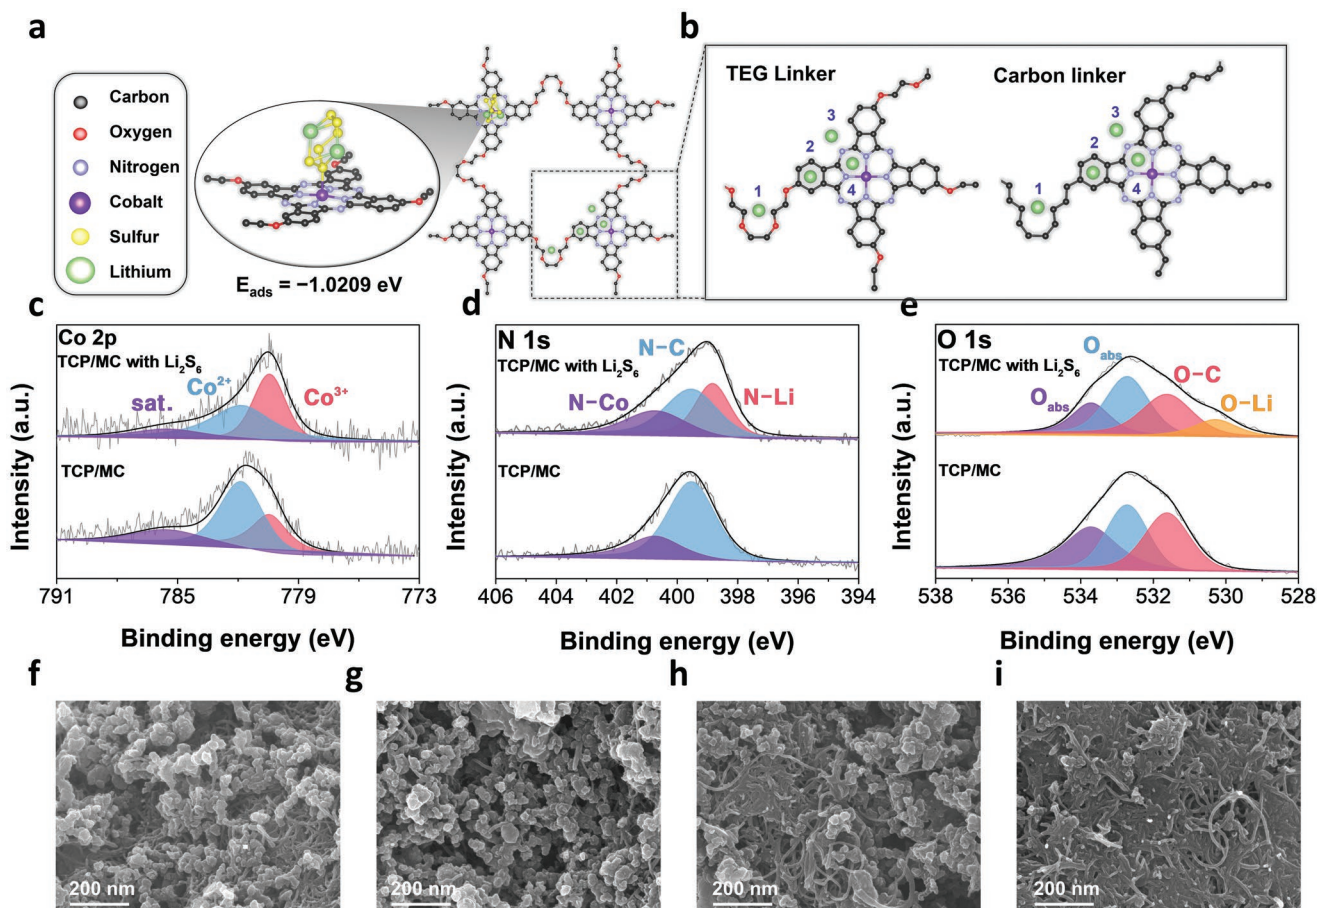 a
Carbon
Oxygen
Nitrogen
Cobalt
Sulfur
Lithium
E_ads = −1.0209 eV
b
TEG Linker
3
2
1
4
Carbon linker
3
2
1
4
c
Co 2p
TCP/MC with Li₂S₆
Co²⁺
sat.
Co³⁺
TCP/MC
Intensity (a.u.)
791 785 779 773
Binding energy (eV)
d
N 1s
TCP/MC with Li₂S₆
N−C
N−Co
N−Li
TCP/MC
Intensity (a.u.)
406 404 402 400 398 396 394
Binding energy (eV)
e
O 1s
TCP/MC with Li₂S₆
O_abs
O_abs
O−C
O−Li
TCP/MC
Intensity (a.u.)
538 536 534 532 530 528
Binding energy (eV)
f
200 nm
g
200 nm
h
200 nm
i
200 nm